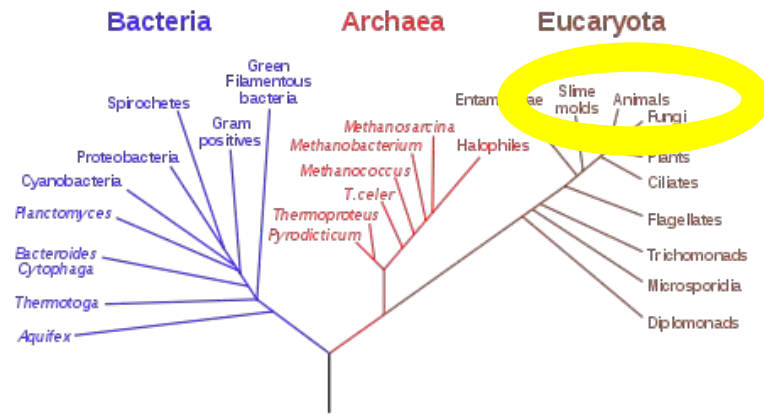 Bacteria
Archaea
Eucaryota
Green
Filamentous
bacteria
Spirochetes
Gram
positives
Proteobacteria
Cyanobacteria
Planctomyces
Bacteroides
Cytophaga
Thermotoga
Aquifex
Methanosarcina
Methanobacterium
Halophiles
Methanococcus
T.celer
Thermoproteus
Pyrodicticum
Slime
molds
Animals
Fungi
Plants
Ciliates
Flagellates
Trichomonads
Microsporidia
Diplomonads